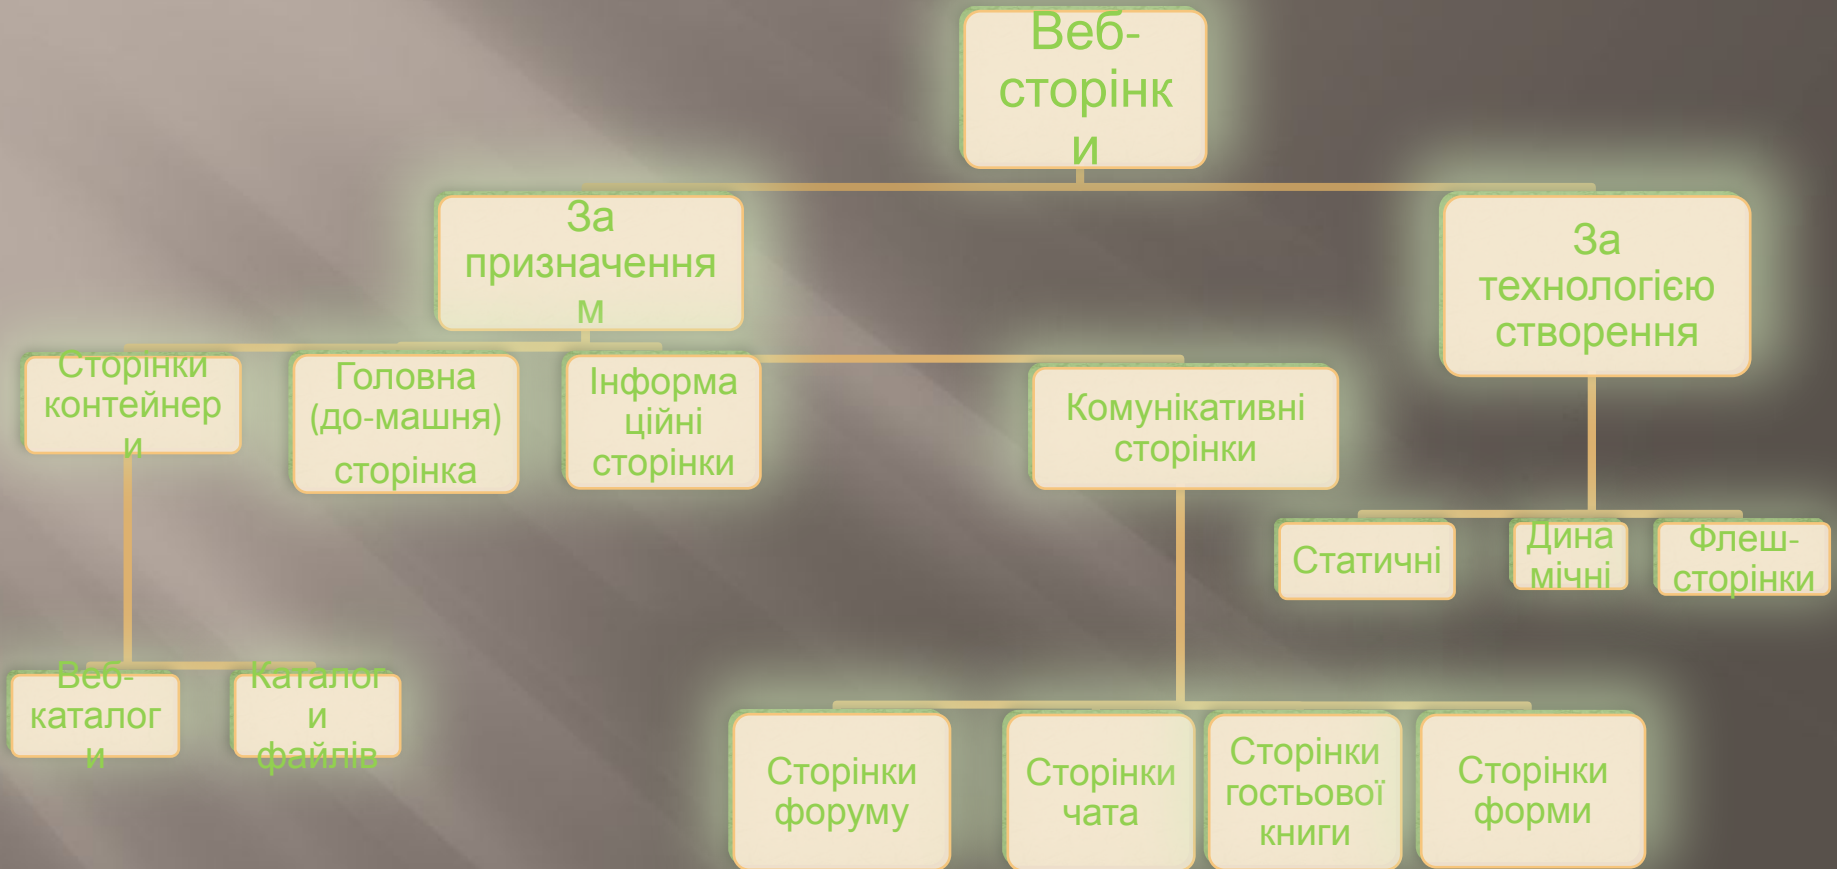 Веб-
сторінк
и
За
призначення
м
За
технологією
створення
Сторінки
контейнер
и
Головна
(до-машня)
сторінка
Інформа
ційні
сторінки
Комунікативні
сторінки
Статичні
Дина
мічні
Флеш-
сторінки
Веб-
каталог
и
Каталог
и
файлів
Сторінки
форуму
Сторінки
чата
Сторінки
гостьової
книги
Сторінки
форми